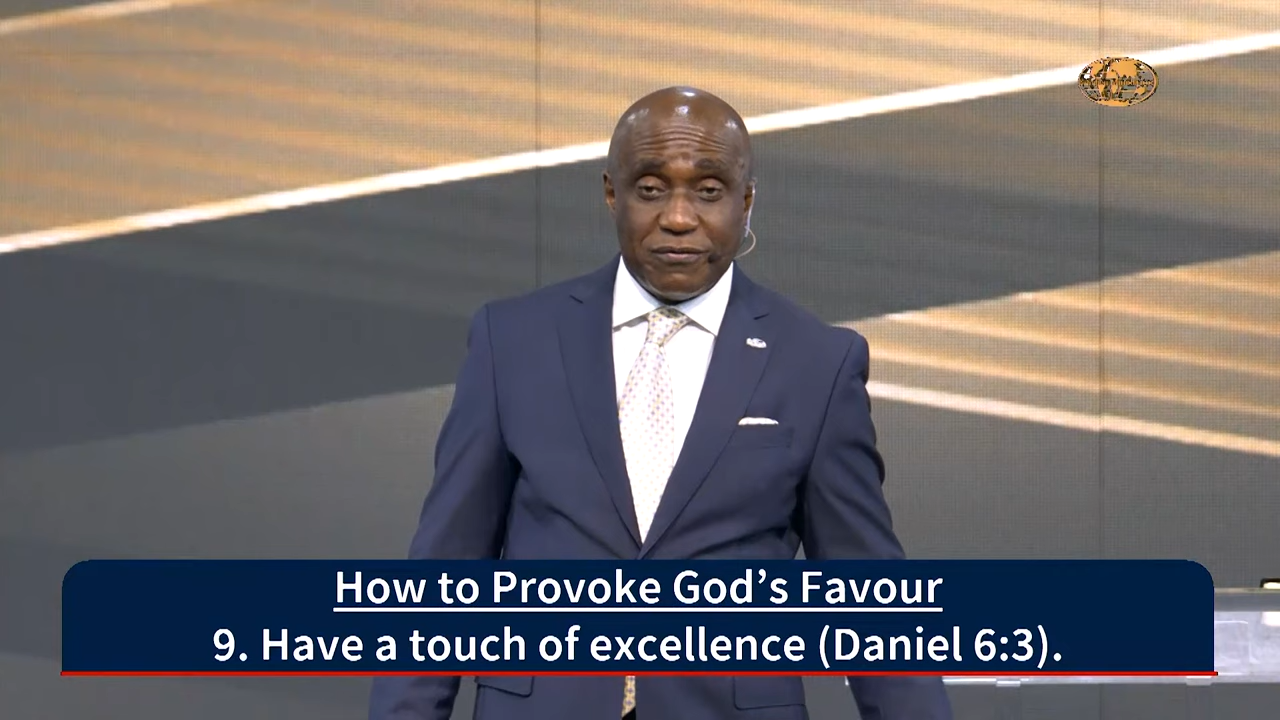 How to Provoke God’s Favour
9. Have a touch of excellence (Daniel 6:3).